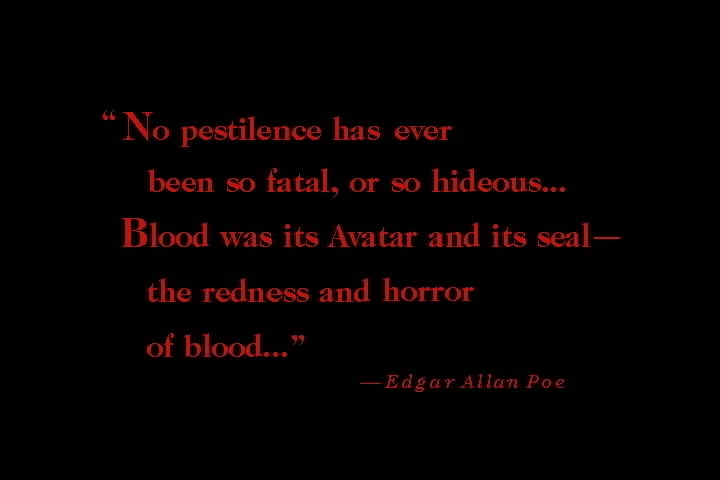 “No pestilence has ever
been so fatal, or so hideous...
Blood was its Avatar and its seal—
the redness and horror
of blood...”
—Edgar Allan Poe